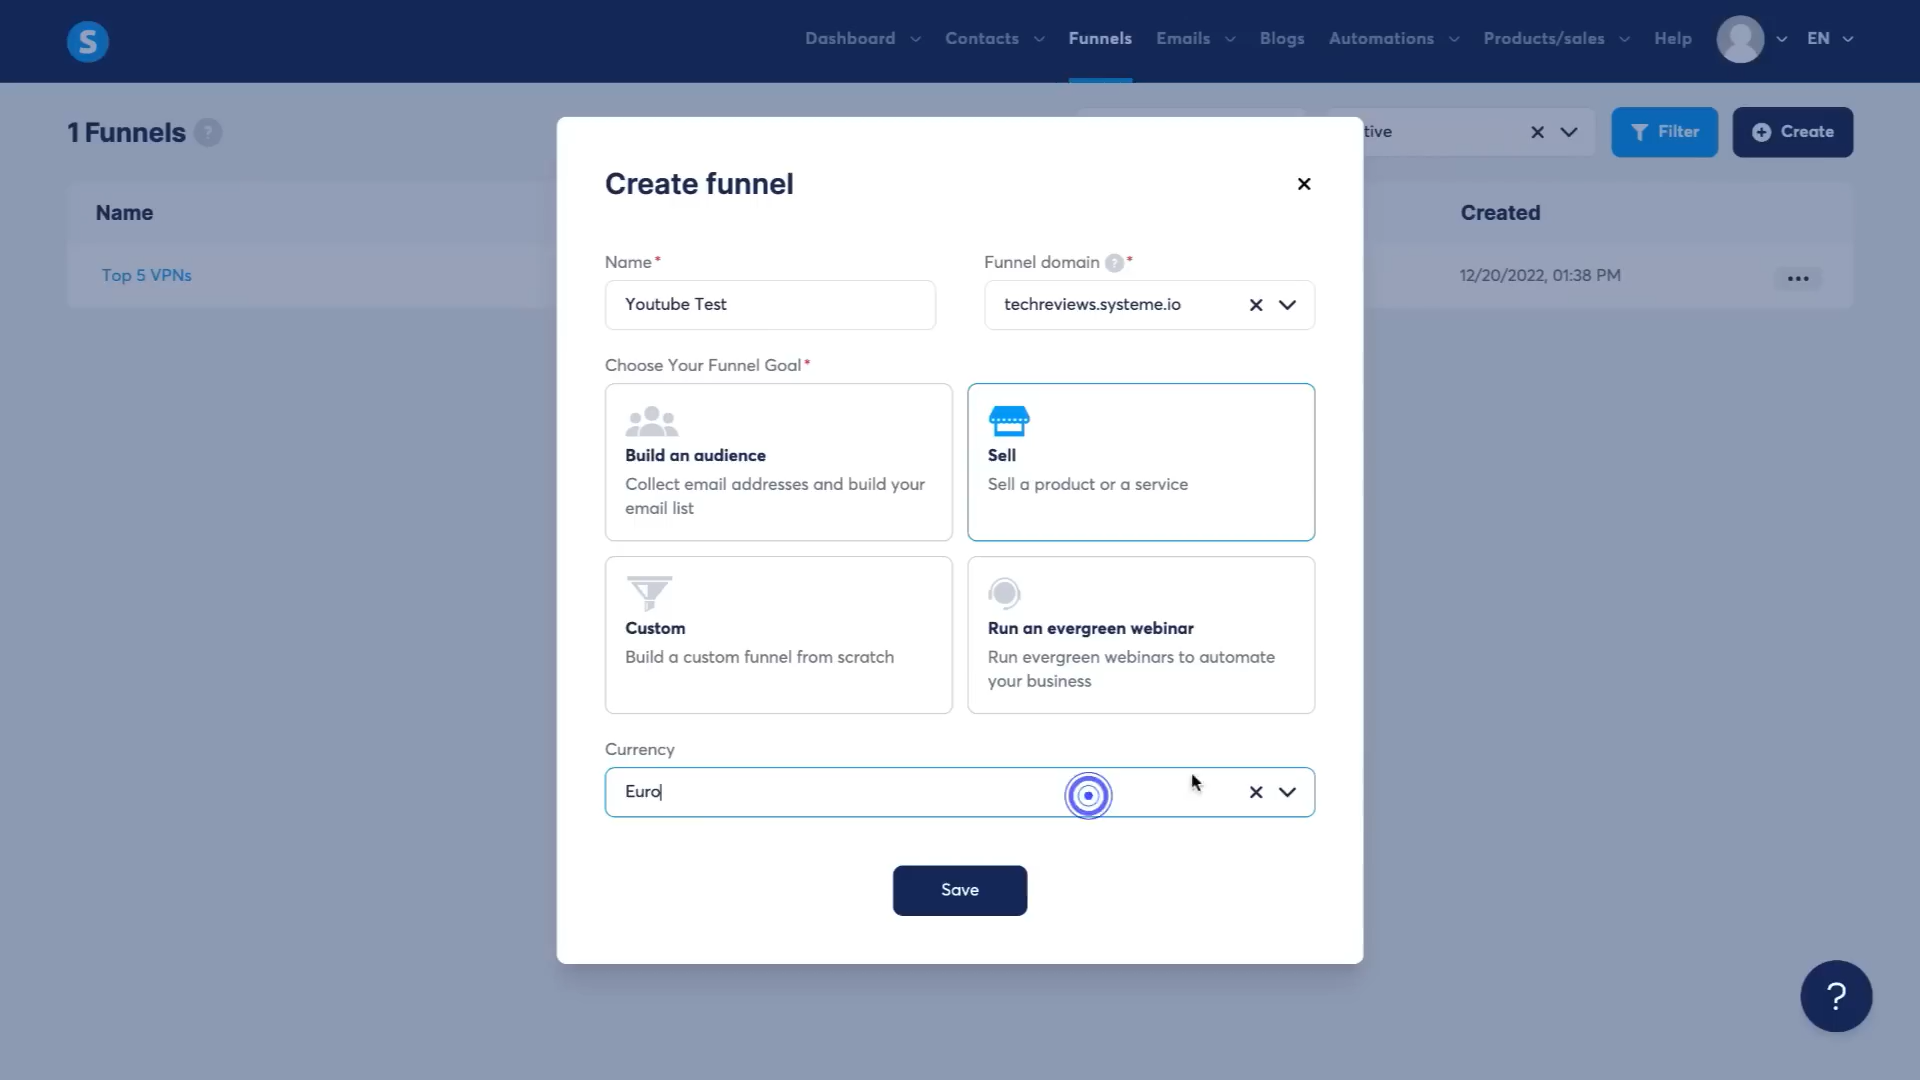 S
Dashboard Contacts Funnels Emails Blogs Automations Products/sales Help EN
1 Funnels ?
tive
Filter
Create
Name
Created
Top 5 VPNs
12/20/2022, 01:38 PM
Create funnel
Name*
Funnel domain ? *
Youtube Test
techreviews.systeme.io
Choose Your Funnel Goal*
Build an audience
Collect email addresses and build your
email list
Sell
Sell a product or a service
Custom
Build a custom funnel from scratch
Run an evergreen webinar
Run evergreen webinars to automate
your business
Currency
Euro
Save
?